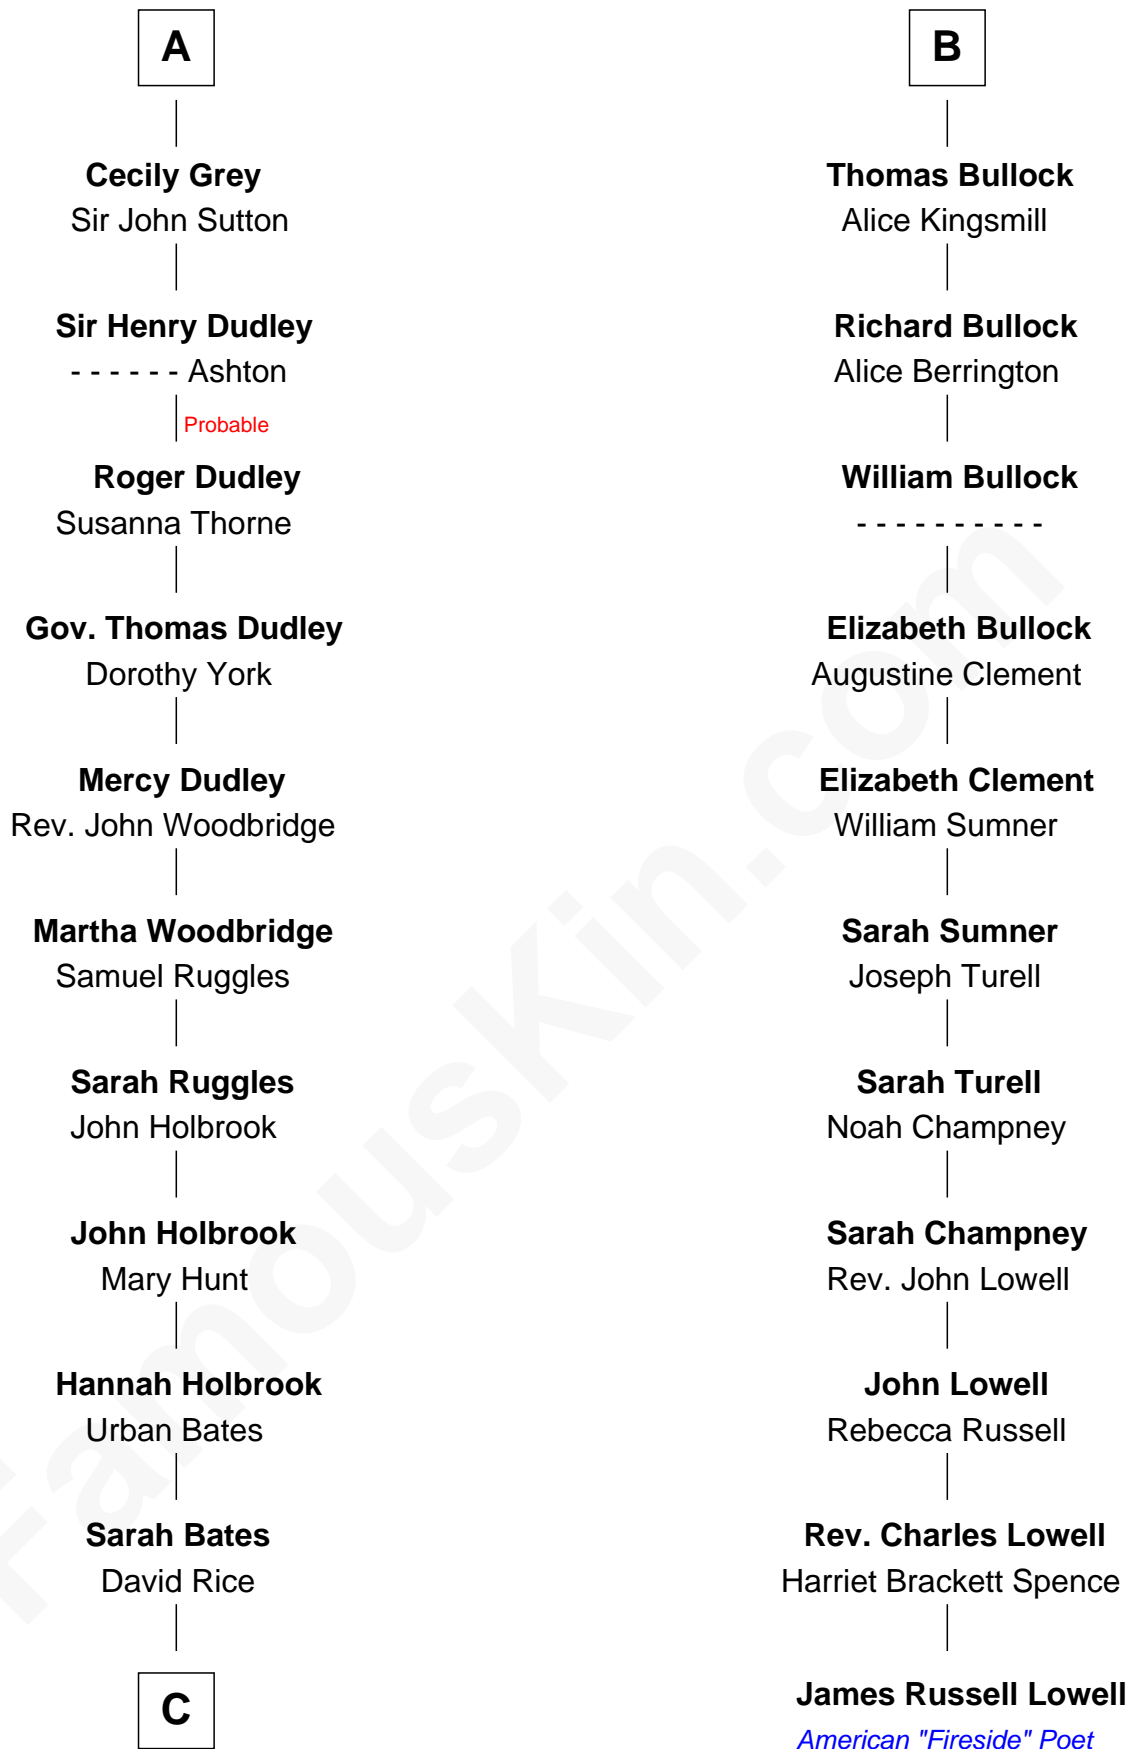 A
Cecily Grey
Sir John Sutton
Sir Henry Dudley
- - - - - - Ashton
Probable
Roger Dudley
Susanna Thorne
Gov. Thomas Dudley
Dorothy York
Mercy Dudley
Rev. John Woodbridge
Martha Woodbridge
Samuel Ruggles
Sarah Ruggles
John Holbrook
John Holbrook
Mary Hunt
Hannah Holbrook
Urban Bates
Sarah Bates
David Rice
C
B
Thomas Bullock
Alice Kingsmill
Richard Bullock
Alice Berrington
William Bullock
- - - - - - - - - -
Elizabeth Bullock
Augustine Clement
Elizabeth Clement
William Sumner
Sarah Sumner
Joseph Turell
Sarah Turell
Noah Champney
Sarah Champney
Rev. John Lowell
John Lowell
Rebecca Russell
Rev. Charles Lowell
Harriet Brackett Spence
James Russell Lowell
American "Fireside" Poet
FamousKin.com